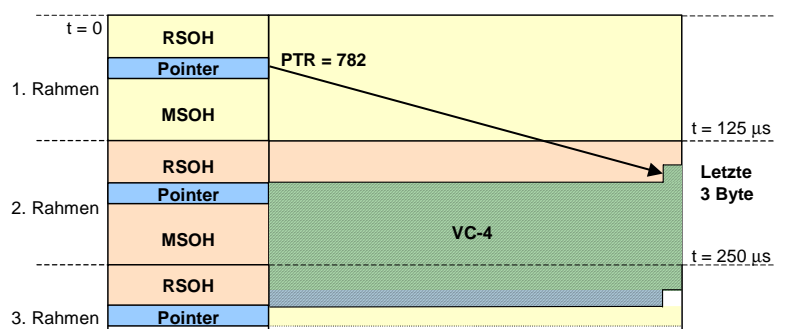 t = 0
RSOH
Pointer
PTR = 782
1. Rahmen
MSOH
t = 125 µs
RSOH
Letzte
3 Byte
Pointer
2. Rahmen
VC-4
MSOH
t = 250 µs
RSOH
3. Rahmen
Pointer